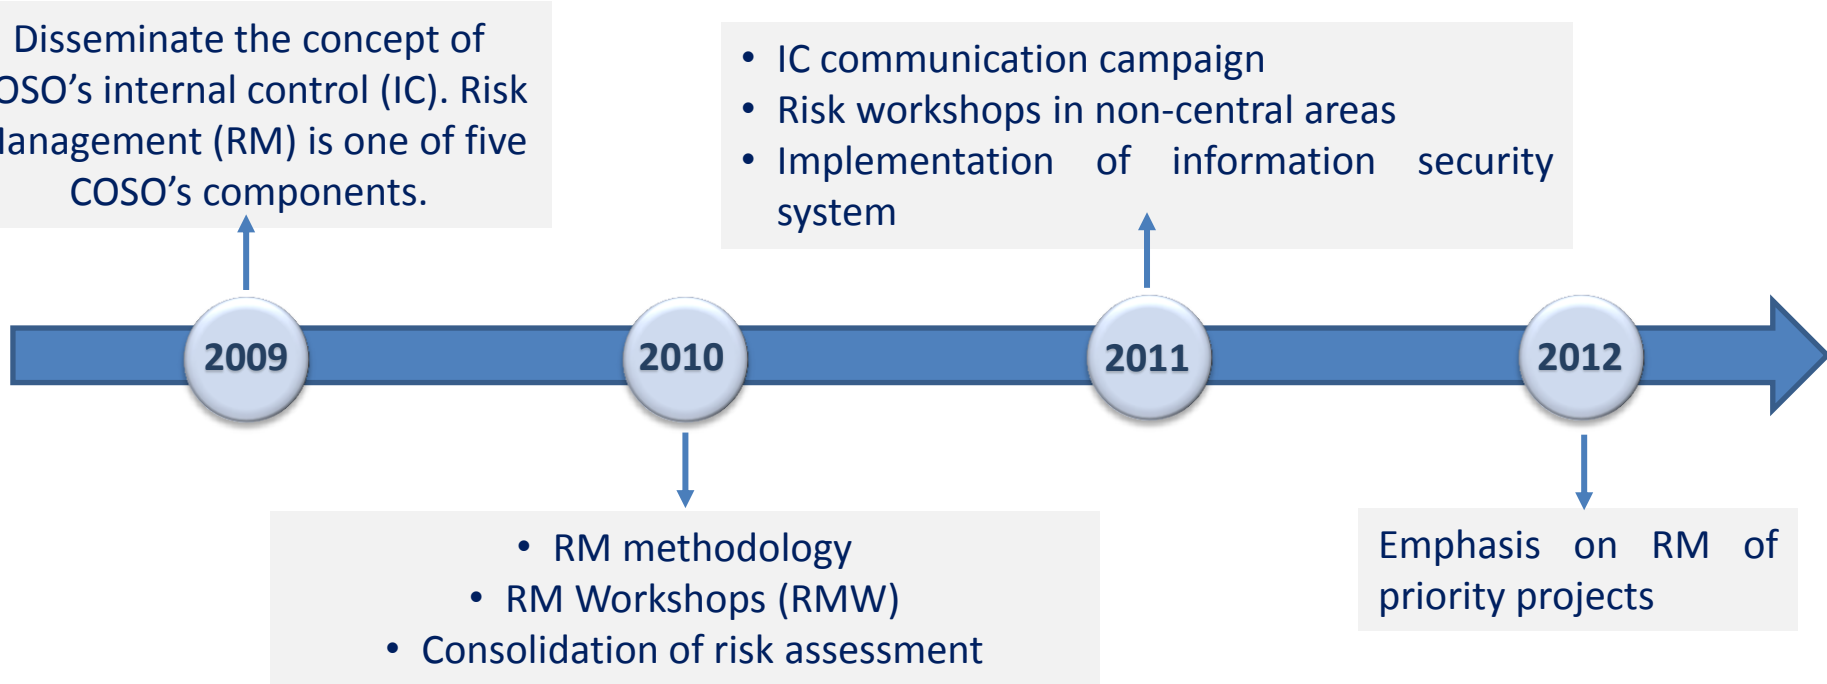 Disseminate the concept of
OSO’s internal control (IC). Risk
anagement (RM) is one of five
COSO’s components.
• IC communication campaign
• Risk workshops in non-central areas
• Implementation of information security
system
2009
2010
2011
2012
• RM methodology
• RM Workshops (RMW)
• Consolidation of risk assessment
Emphasis on RM of
priority projects